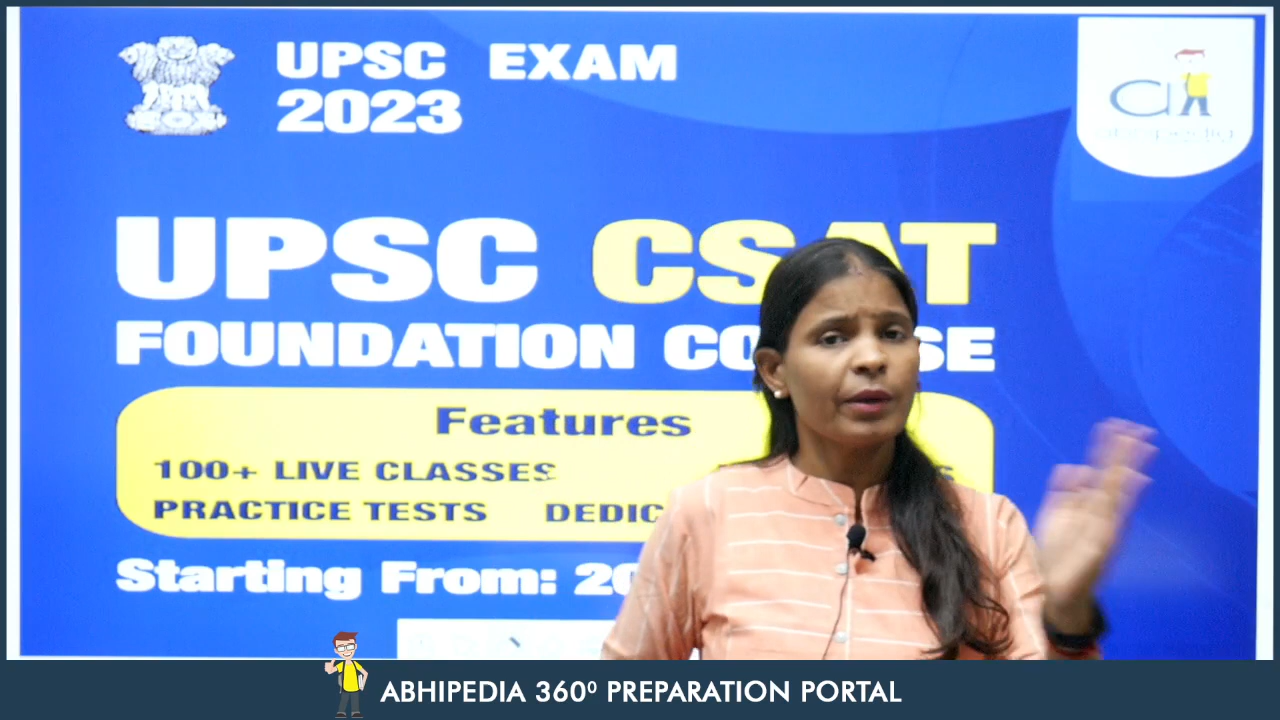 UPSC EXAM
2023
abhipedia
UPSC CSAT
FOUNDATION CO SE
Features
100+ LIVE CLASSES
PRACTICE TESTS DEDIC
Starting From: 20
ABHIPEDIA 360⁰ PREPARATION PORTAL